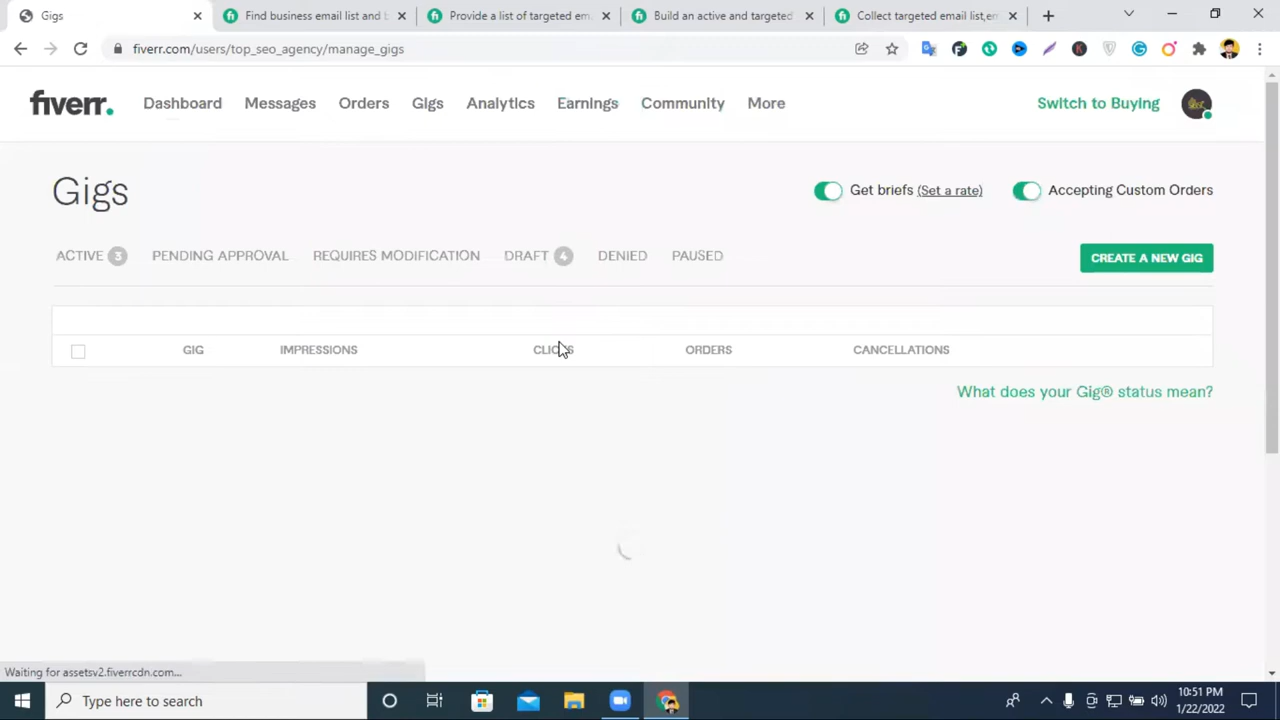 Gigs
Find business email list and b
Provide a list of targeted em
Build an active and targeted
Collect targeted email list,em
fiverr.com/users/top_seo_agency/manage_gigs
fiverr.
Dashboard
Messages
Orders
Gigs
Analytics
Earnings
Community
More
Switch to Buying
Gigs
Get briefs (Set a rate)
Accepting Custom Orders
ACTIVE 3
PENDING APPROVAL
REQUIRES MODIFICATION
DRAFT 4
DENIED
PAUSED
CREATE A NEW GIG
GIG
IMPRESSIONS
CLICKS
ORDERS
CANCELLATIONS
What does your Gig® status mean?
Waiting for assetsv2.fiverrcdn.com...
Type here to search
10:51 PM
1/22/2022